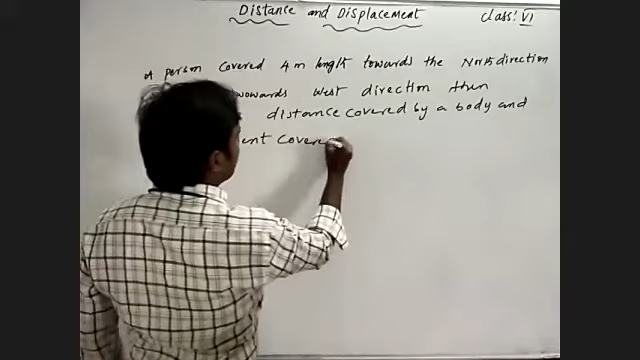 Distance and Displacement
Class: VI
A person covered 4m length towards the North direction
towards West direction then
distance covered by a body and
ent covere